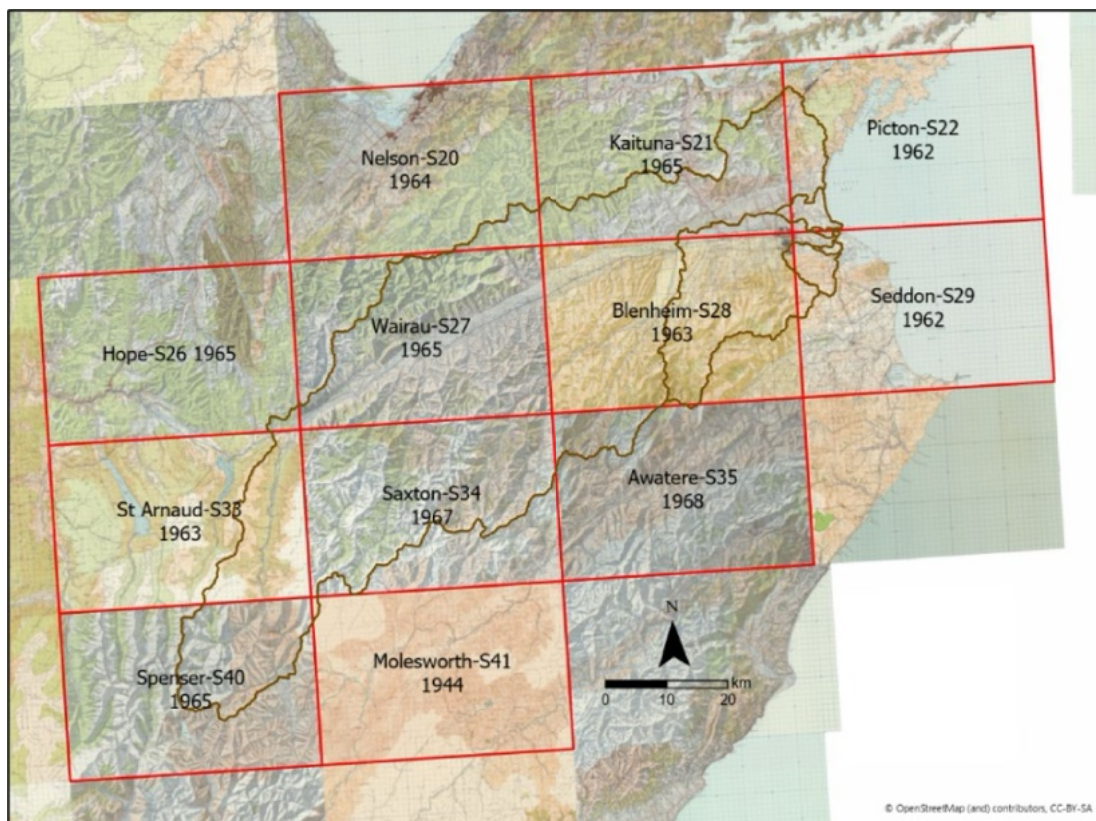 Nelson-S20
1964
Kaituna-S21
1965
Picton-S22
1962
Hope-S26 1965
Wairau-S27
1965
Blenheim-S28
1963
Seddon-S29
1962
St Arnaud-S33
1963
Saxton-S34
1967
Awatere-S35
1968
Spenser-S40
1965
Molesworth-S41
1944
N
km
0 10 20
© OpenStreetMap (and) contributors, CC-BY-SA